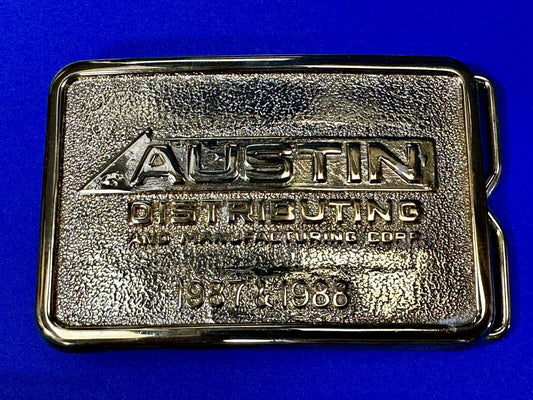 AUSTIN
DISTRIBUTING
AND MANUFACTURING CORP.
1987 & 1988